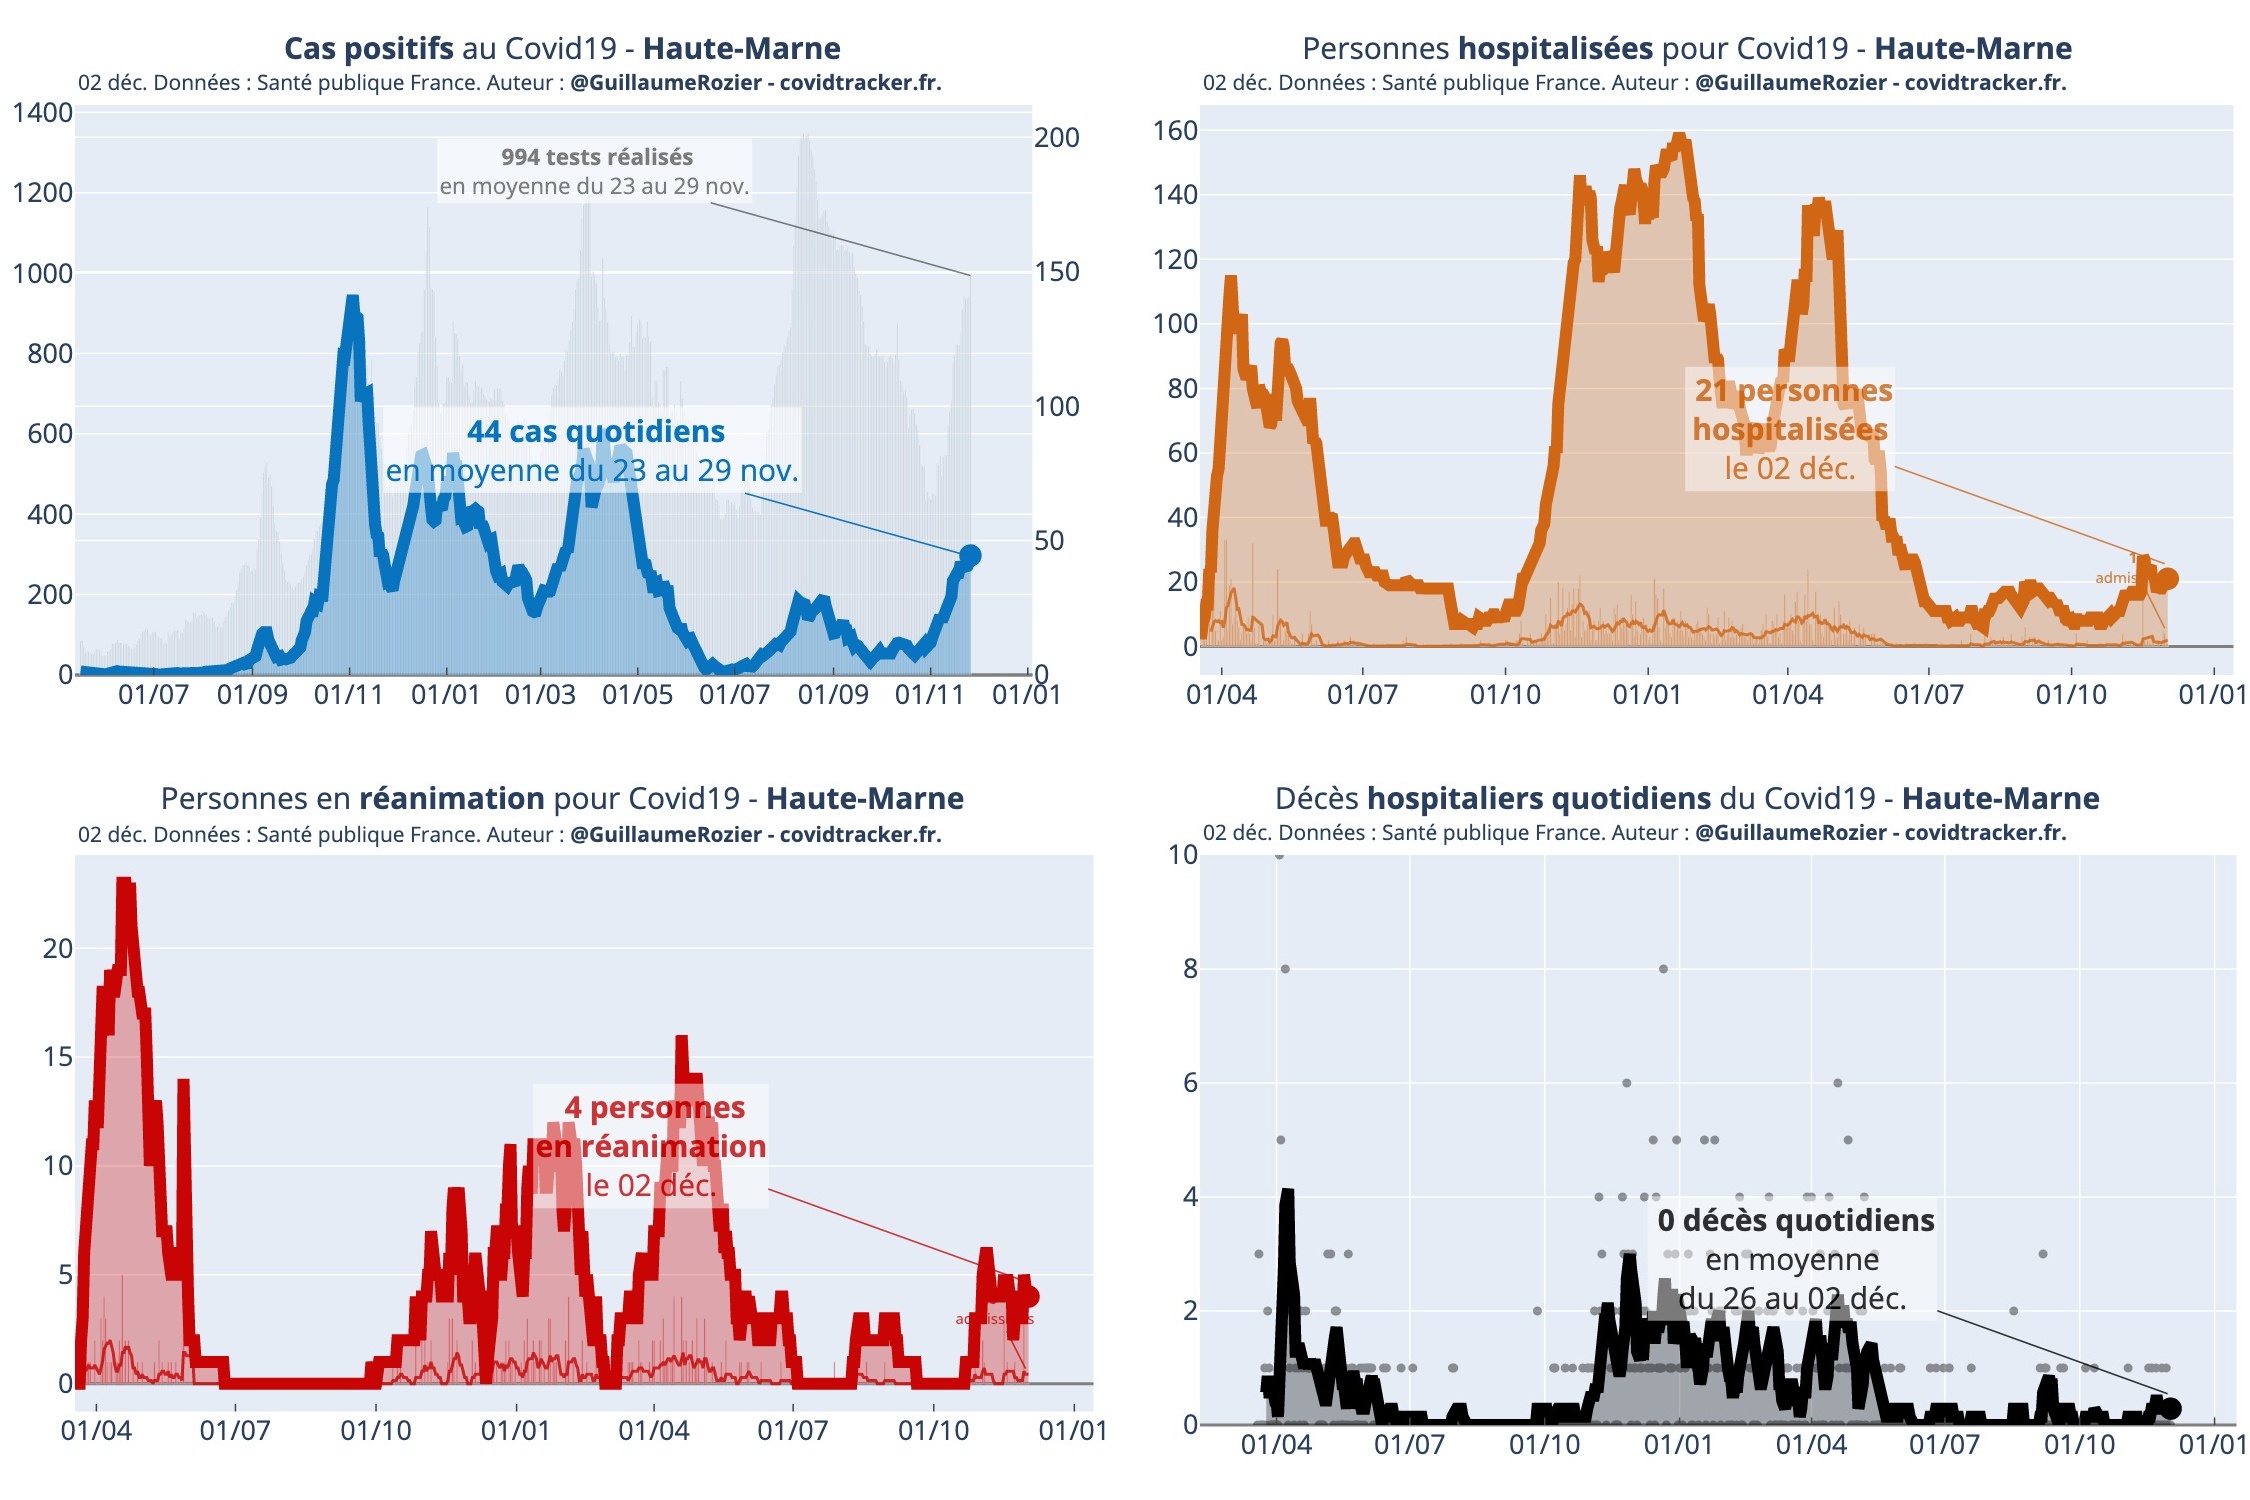 Cas positifs au Covid19 - Haute-Marne
02 déc. Données : Santé publique France. Auteur : @GuillaumeRozier - covidtracker.fr.
1400
1200
1000
800
600
400
200
0
200
150
100
50
0
994 tests réalisés
en moyenne du 23 au 29 nov.
44 cas quotidiens
en moyenne du 23 au 29 nov.
01/07 01/09 01/11 01/01 01/03 01/05 01/07 01/09 01/11 01/01
Personnes hospitalisées pour Covid19 - Haute-Marne
02 déc. Données : Santé publique France. Auteur : @GuillaumeRozier - covidtracker.fr.
160
140
120
100
80
60
40
20
0
21 personnes
hospitalisées
le 02 déc.
01/04 01/07 01/10 01/01 01/04 01/07 01/10 01/01
Personnes en réanimation pour Covid19 - Haute-Marne
02 déc. Données : Santé publique France. Auteur : @GuillaumeRozier - covidtracker.fr.
20
15
10
5
0
4 personnes
en réanimation
le 02 déc.
01/04 01/07 01/10 01/01 01/04 01/07 01/10 01/01
Décès hospitaliers quotidiens du Covid19 - Haute-Marne
02 déc. Données : Santé publique France. Auteur : @GuillaumeRozier - covidtracker.fr.
10
8
6
4
2
0
0 décès quotidiens
en moyenne
du 26 au 02 déc.
01/04 01/07 01/10 01/01 01/04 01/07 01/10 01/01